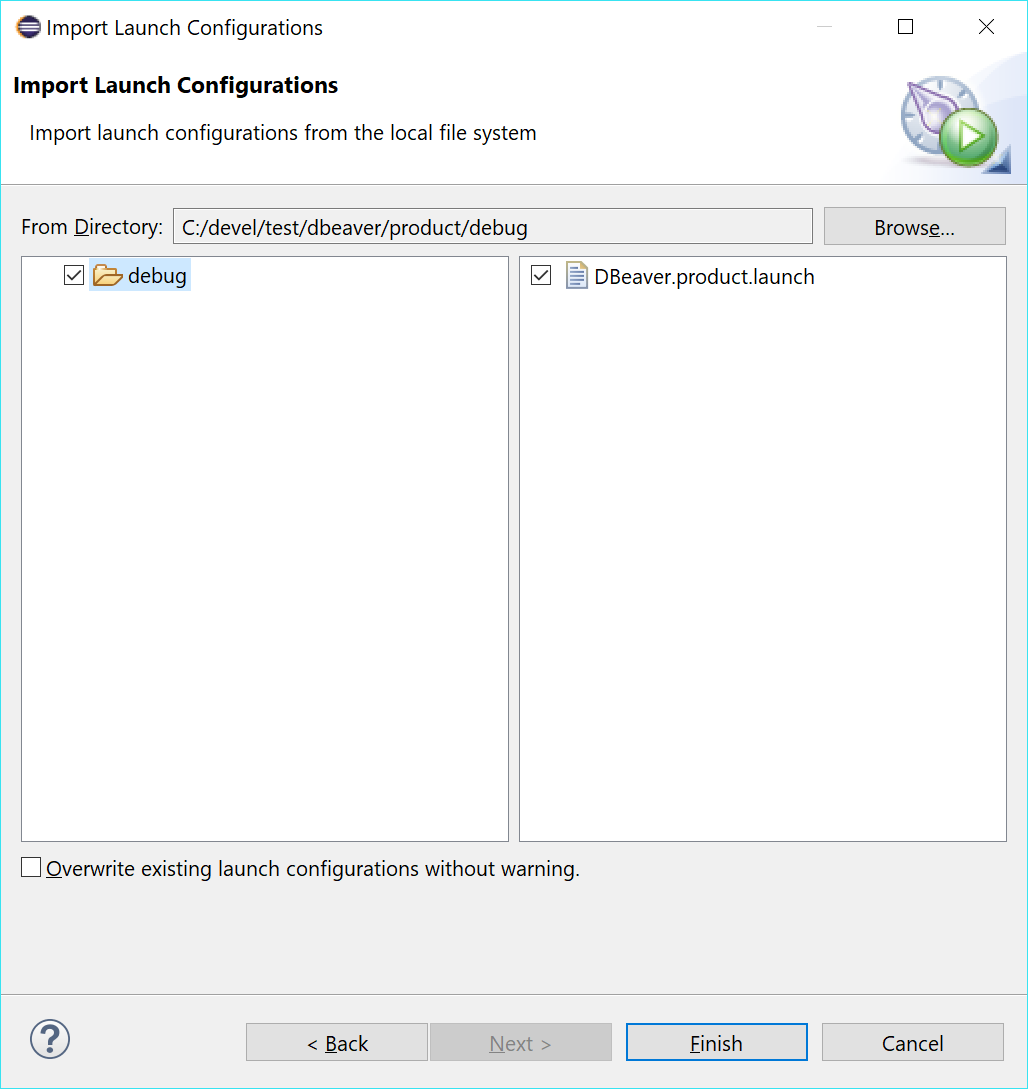 Import Launch Configurations
Import Launch Configurations
Import launch configurations from the local file system
From Directory: C:/devel/test/dbeaver/product/debug Browse...
debug
DBeaver.product.launch
Overwrite existing launch configurations without warning.
? < Back Next > Finish Cancel